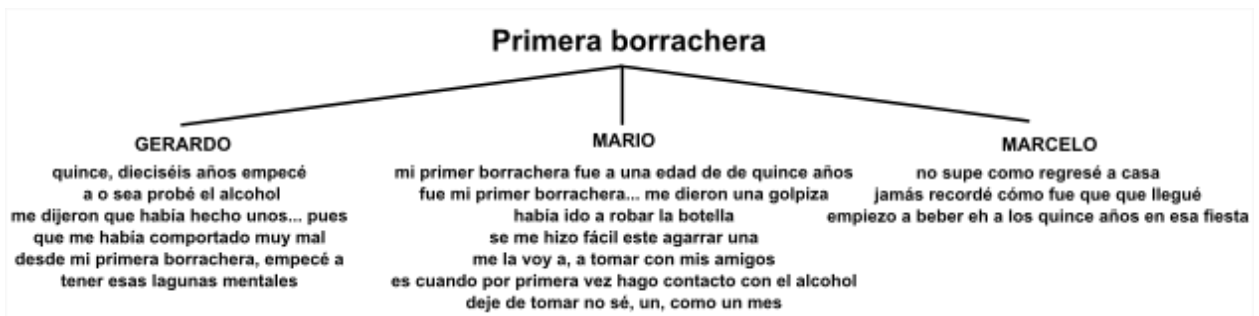 Primera borrachera
GERARDO
quince, dieciséis años empecé
a o sea probé el alcohol
me dijeron que había hecho unos... pues
que me había comportado muy mal
desde mi primera borrachera, empecé a
tener esas lagunas mentales
MARIO
mi primer borrachera fue a una edad de de quince años
fue mi primer borrachera... me dieron una golpiza
había ido a robar la botella
se me hizo fácil este agarrar una
me la voy a, a tomar con mis amigos
es cuando por primera vez hago contacto con el alcohol
deje de tomar no sé, un, como un mes
MARCELO
no supe como regresé a casa
jamás recordé cómo fue que que llegué
empiezo a beber eh a los quince años en esa fiesta